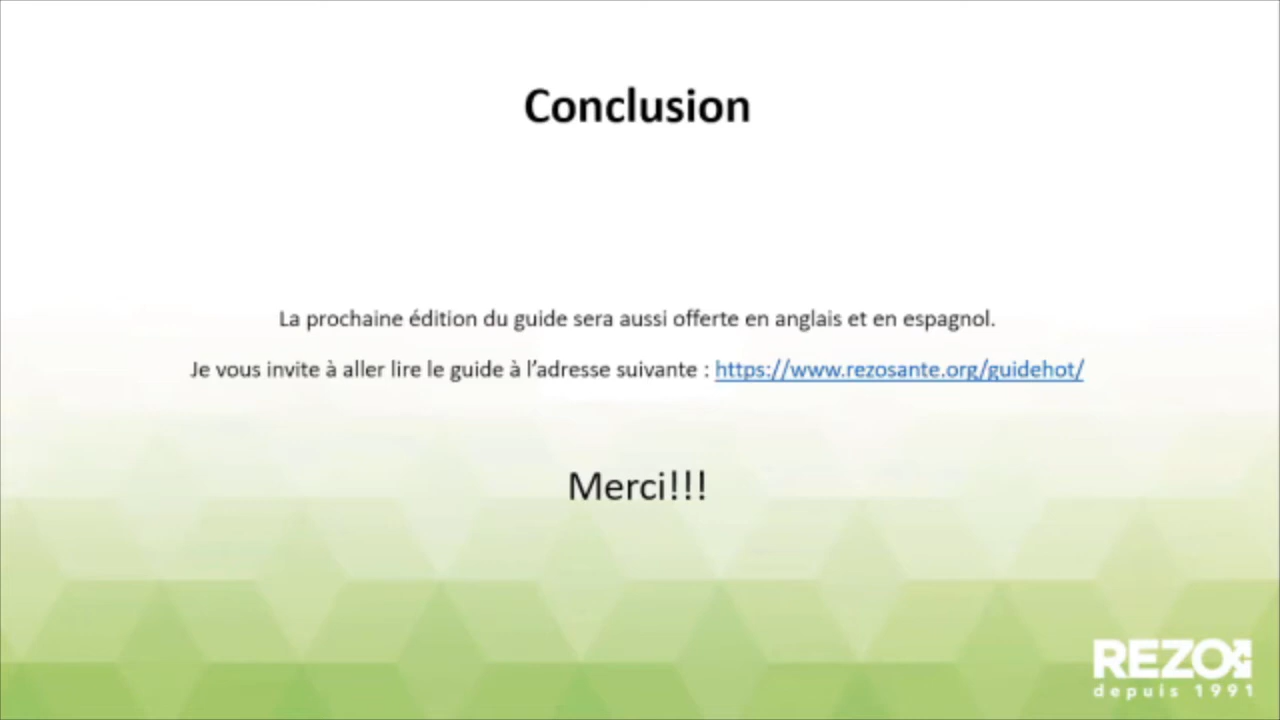 Conclusion
La prochaine édition du guide sera aussi offerte en anglais et en espagnol.
Je vous invite à aller lire le guide à l’adresse suivante : https://www.rezosante.org/guidehot/
Merci!!!
REZO
depuis 1991